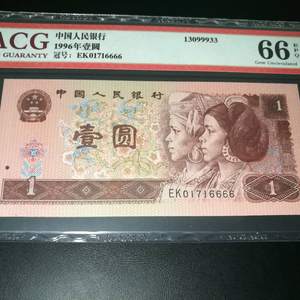 ACG
GUARANTY
中国人民银行
1996年壹圆
冠号: EK01716666
13099933
66
EPQ
Gem Uncirculated
中国人民银行
壹圆
1
1
EK01716666